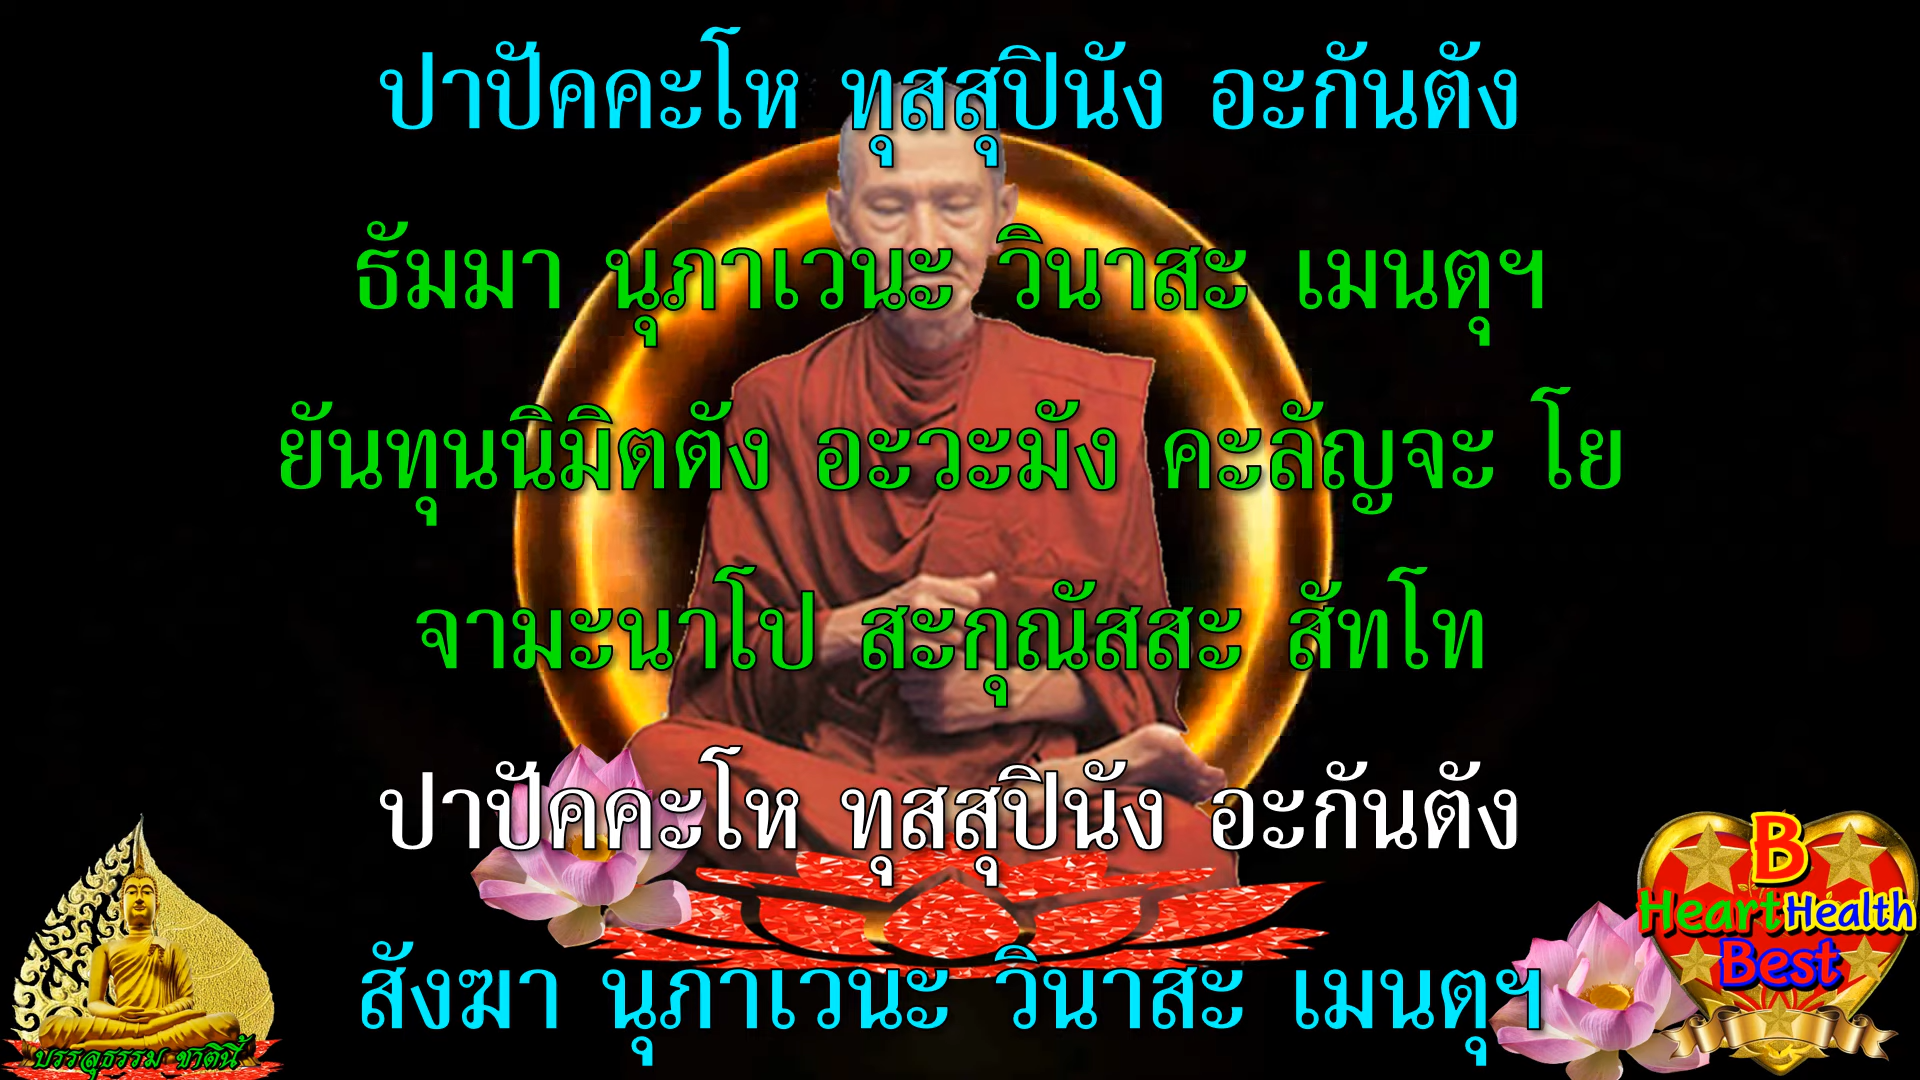 ปาปัคคะโห ทุสสุปินัง อะกันตัง
ธัมมา นุภาเวนะ วินาสะ เมนตุฯ
ยันทุนนิมิตตัง อะวะมัง คะลัญจะ โย
จามะนาโป สะกุณัสสะ สัทโท
ปาปัคคะโห ทุสสุปินัง อะกันตัง
สังฆา นุภาเวนะ วินาสะ เมนตุฯ
บรรลุธรรม ชาตินี้
B
Heart Health
Best